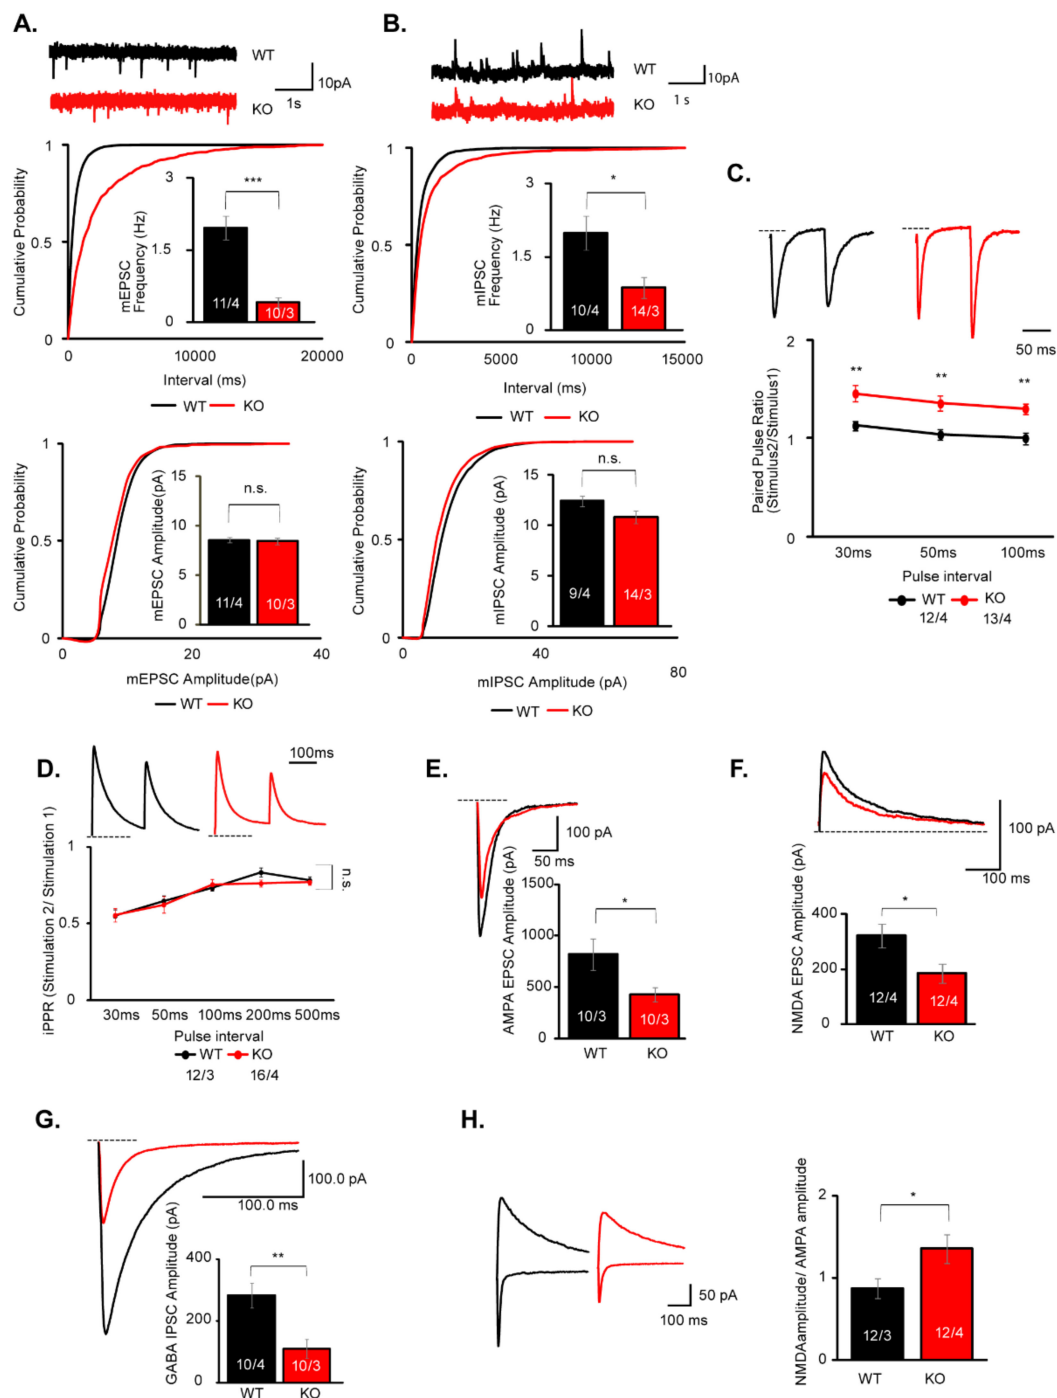 A.
WT
10pA
1s
KO
Cumulative Probability
1
0.5
0
0
10000
20000
Interval (ms)
WT KO
mEPSC
Frequency (Hz)
3
1.5
0
***
11/4
10/3
Cumulative Probability
1
0.5
0
0
20
40
mEPSC Amplitude(pA)
WT KO
mEPSC Amplitude(pA)
15
10
5
0
n.s.
11/4
10/3
B.
WT
10pA
1 s
KO
Cumulative Probability
1
0.5
0
0
5000
10000
15000
Interval (ms)
WT KO
mIPSC
Frequency (Hz)
3
1.5
0
*
10/4
14/3
Cumulative Probability
1
0.5
0
0
40
80
mIPSC Amplitude (pA)
WT KO
mIPSC Amplitude(pA)
15
10
5
0
n.s.
9/4
14/3
C.
50 ms
Paired Pulse Ratio
(Stimulus2/Stimulus1)
2
1
0
**
**
**
30ms
50ms
100ms
Pulse interval
WT KO
12/4 13/4
D.
100ms
iPPR (Stimulation 2/ Stimulation 1)
1
0.5
0
n.s.
30ms
50ms
100ms
200ms
500ms
Pulse interval
WT KO
12/3 16/4
E.
100 pA
50 ms
AMPA EPSC Amplitude (pA)
1500
1000
500
0
*
10/3
10/3
WT
KO
F.
100 pA
100 ms
NMDA EPSC Amplitude (pA)
400
200
0
*
12/4
12/4
WT
KO
G.
100.0 pA
100.0 ms
GABA IPSC Amplitude (pA)
400
200
0
**
10/4
10/3
WT
KO
H.
50 pA
100 ms
NMDAamplitude/ AMPA amplitude
2
1
0
*
12/3
12/4
WT
KO